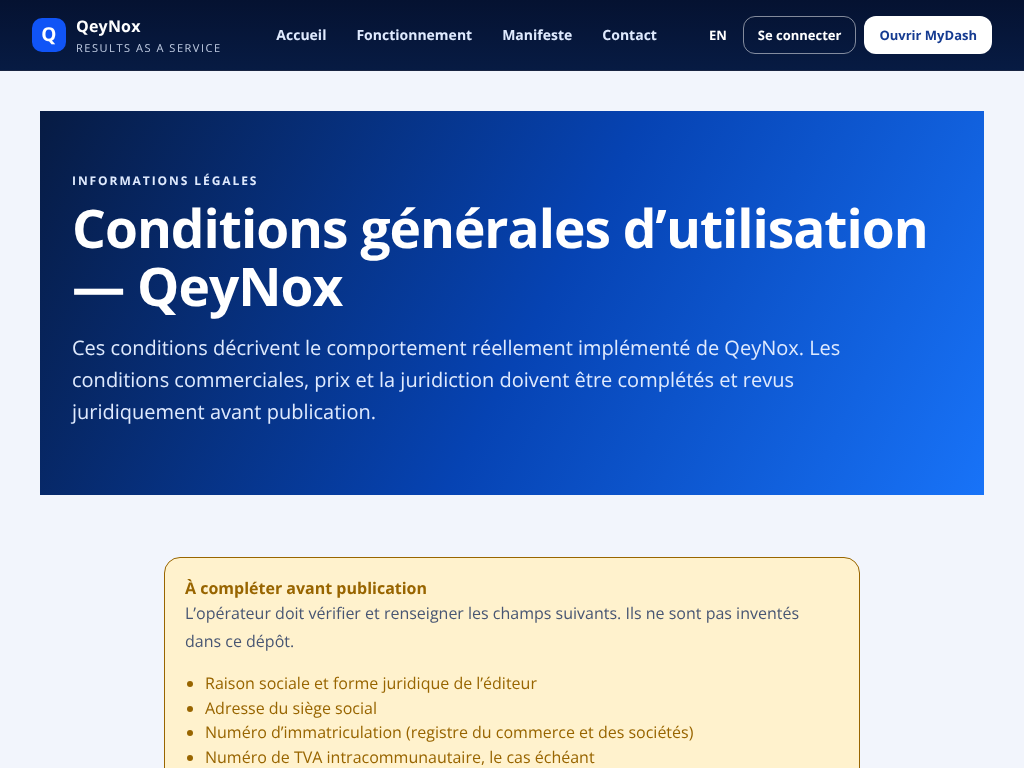 Q
QeyNox
RESULTS AS A SERVICE
Accueil
Fonctionnement
Manifeste
Contact
EN
Se connecter
Ouvrir MyDash
INFORMATIONS LÉGALES
Conditions générales d’utilisation
— QeyNox
Ces conditions décrivent le comportement réellement implémenté de QeyNox. Les
conditions commerciales, prix et la juridiction doivent être complétés et revus
juridiquement avant publication.
À compléter avant publication
L’opérateur doit vérifier et renseigner les champs suivants. Ils ne sont pas inventés
dans ce dépôt.
• Raison sociale et forme juridique de l’éditeur
• Adresse du siège social
• Numéro d’immatriculation (registre du commerce et des sociétés)
• Numéro de TVA intracommunautaire, le cas échéant